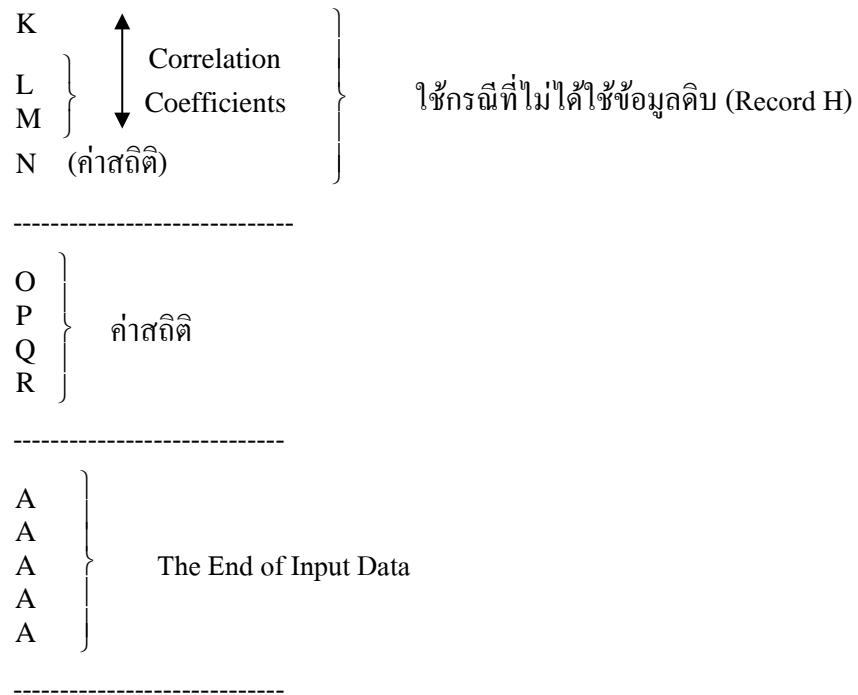 K
Correlation
L
Coefficients
ใช้กรณีที่ไม่ได้ใช้ข้อมูลดิบ (Record H)
M
N (ค่าสถิติ)
------------------------------
O
P
ค่าสถิติ
Q
R
-----------------------------
A
A
A The End of Input Data
A
A
-----------------------------